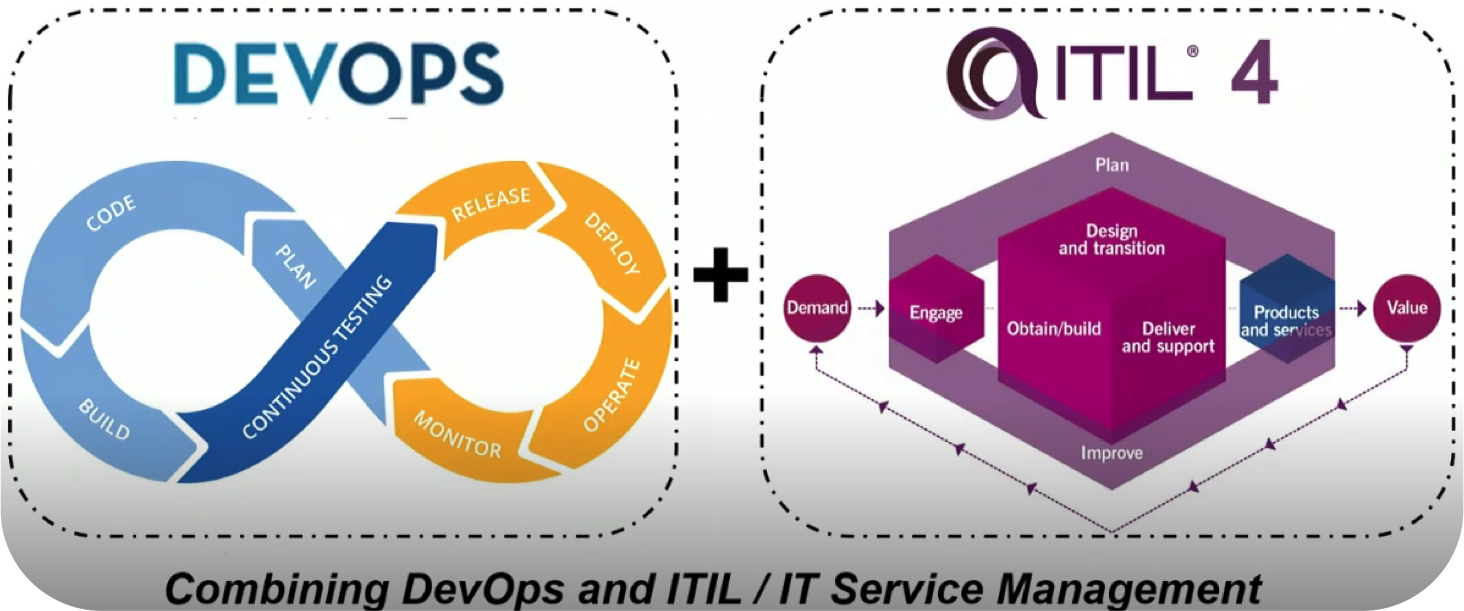 DEVOPS
CODE
PLAN
BUILD
CONTINUOUS TESTING
RELEASE
DEPLOY
OPERATE
MONITOR
+
ITIL® 4
Plan
Design
and transition
Demand
Engage
Obtain/build
Deliver
and support
Products
and services
Value
Improve
Combining DevOps and ITIL / IT Service Management